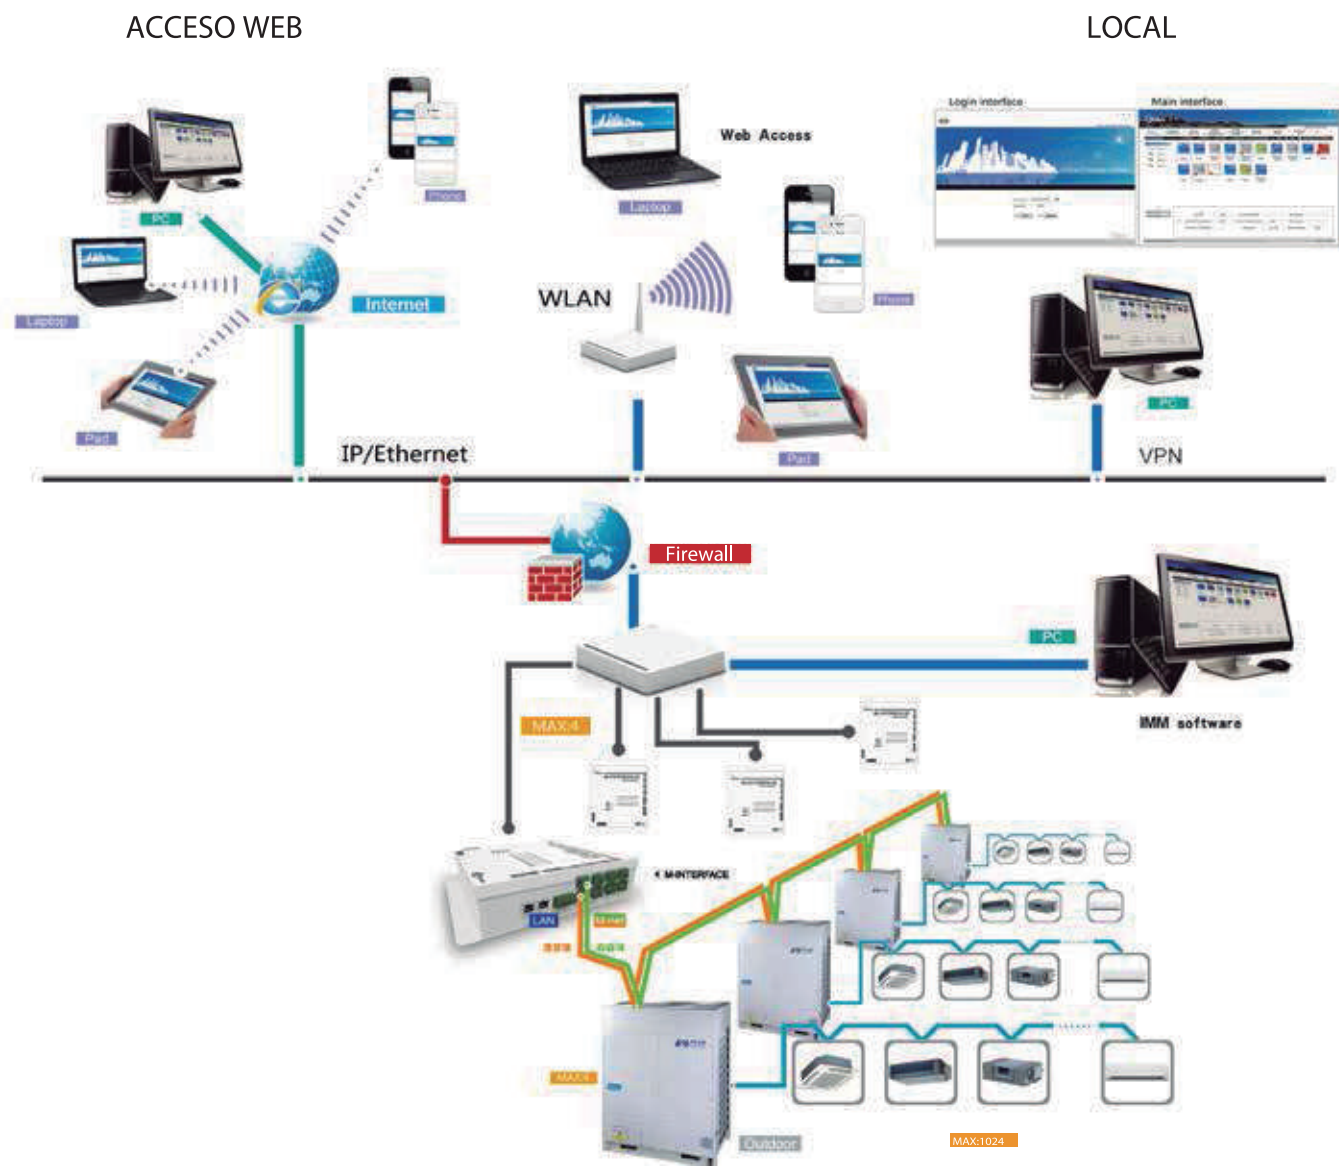 ACCESO WEB
LOCAL
Login interface
Main interface
Web Access
PC
Phone
Laptop
Phone
Internet
WLAN
Laptop
Pad
PC
Pad
IP/Ethernet
VPN
Firewall
PC
IMM software
MAX:4
M-INTERFACE
LAN
M-net
MAX:4
Outdoor
MAX:1024